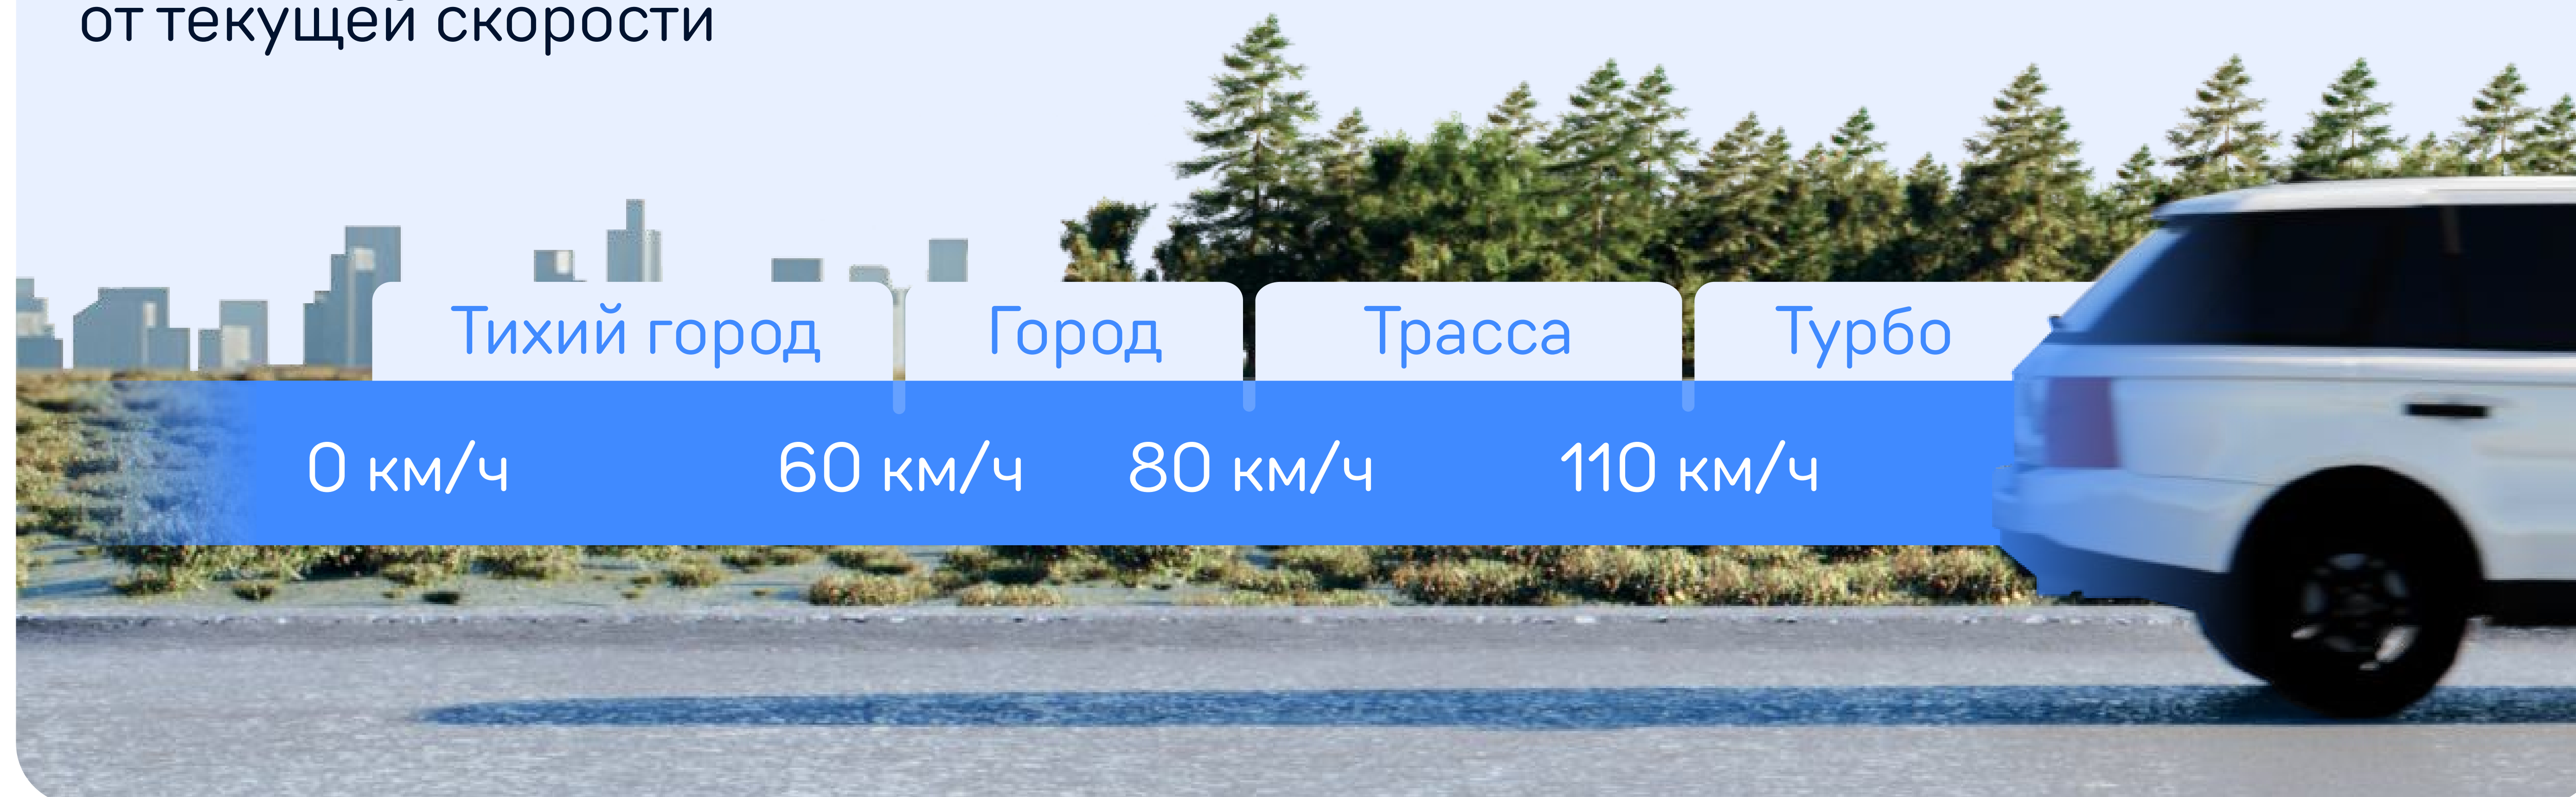 от текущей скорости
Тихий город Город Трасса Турбо
0 км/ч 60 км/ч 80 км/ч 110 км/ч